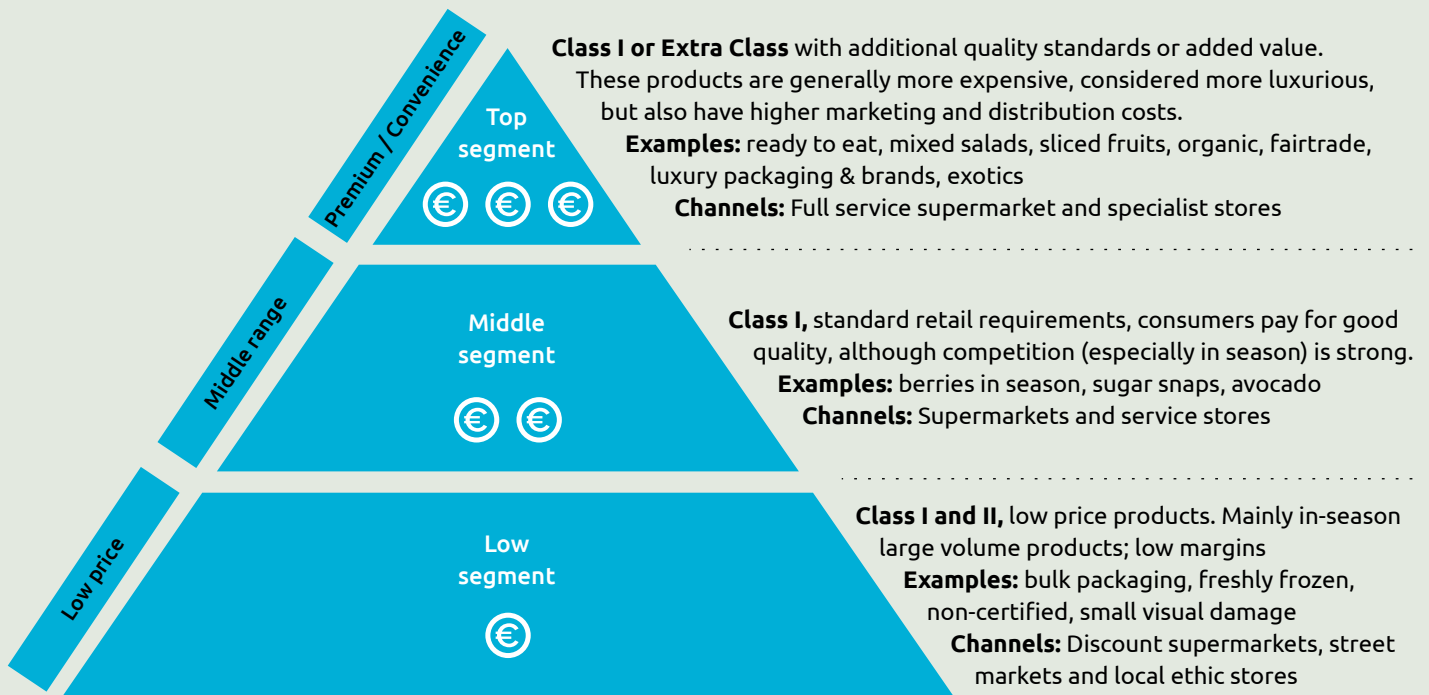 Premium / Convenience
Top
segment
€ € €
Class I or Extra Class with additional quality standards or added value.
These products are generally more expensive, considered more luxurious,
but also have higher marketing and distribution costs.
Examples: ready to eat, mixed salads, sliced fruits, organic, fairtrade,
luxury packaging & brands, exotics
Channels: Full service supermarket and specialist stores
Middle range
Middle
segment
€ €
Class I, standard retail requirements, consumers pay for good
quality, although competition (especially in season) is strong.
Examples: berries in season, sugar snaps, avocado
Channels: Supermarkets and service stores
Low price
Low
segment
€
Class I and II, low price products. Mainly in-season
large volume products; low margins
Examples: bulk packaging, freshly frozen,
non-certified, small visual damage
Channels: Discount supermarkets, street
markets and local ethic stores